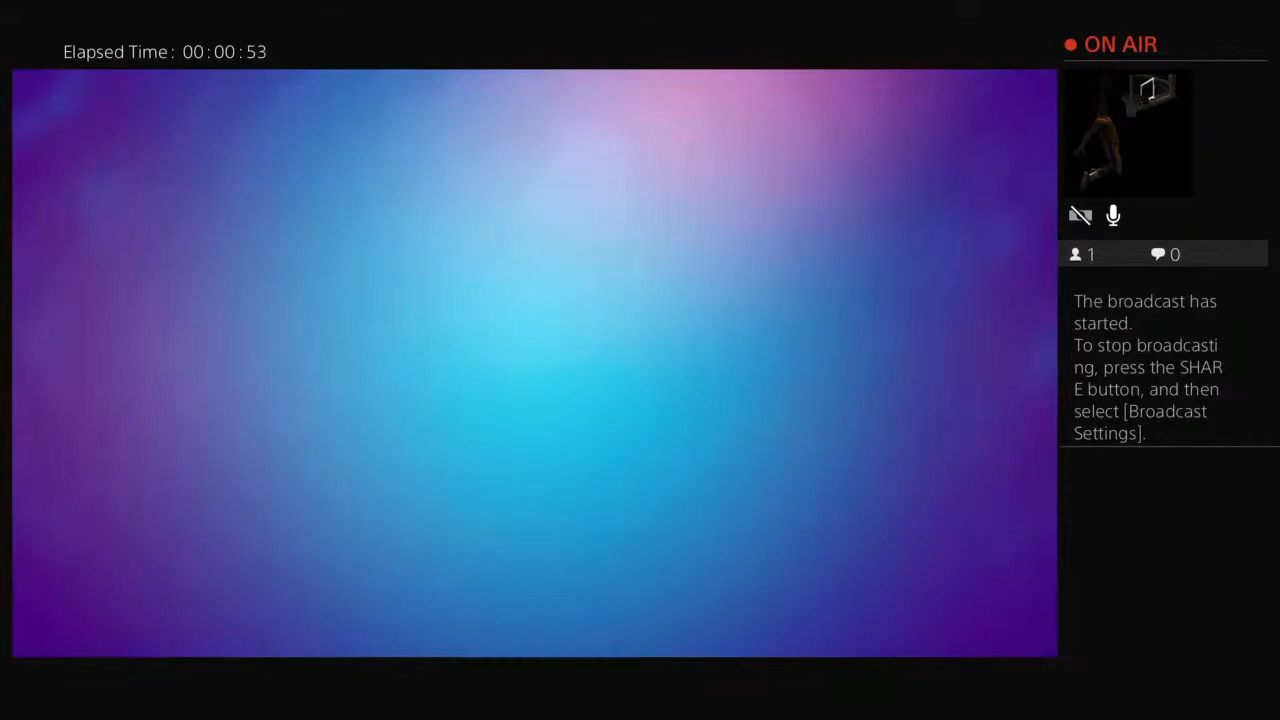 Elapsed Time: 00:00:53
ON AIR
1 0
The broadcast has
started.
To stop broadcasti
ng, press the SHAR
E button, and then
select [Broadcast
Settings].